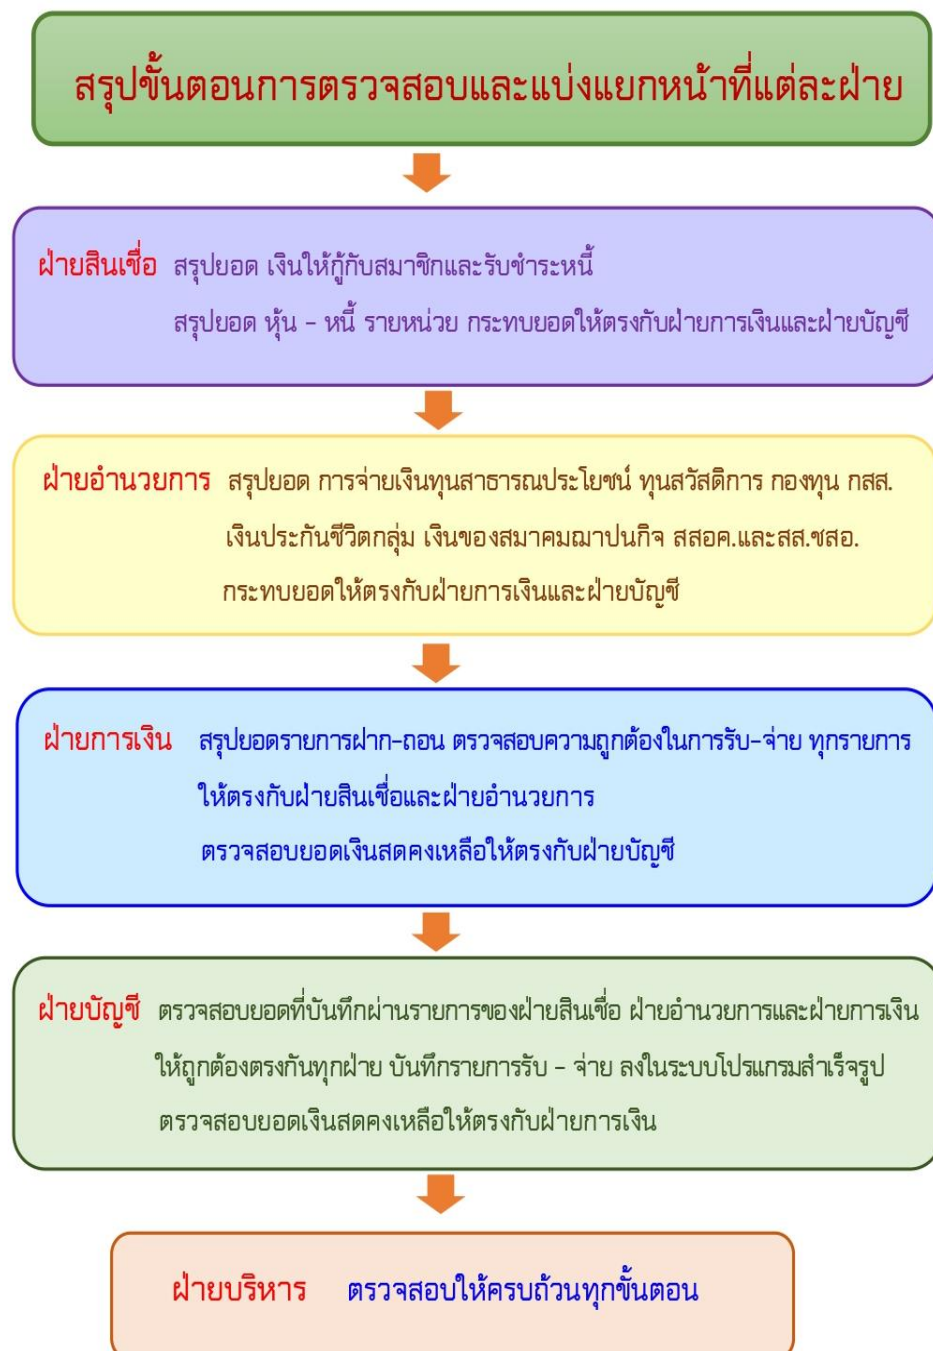 สรุปขั้นตอนการตรวจสอบและแบ่งแยกหน้าที่แต่ละฝ่าย
ฝ่ายสินเชื่อ สรุปยอด เงินให้กู้กับสมาชิกและรับชำระหนี้
สรุปยอด หุ้น - หนี้ รายหน่วย กระทบยอดให้ตรงกับฝ่ายการเงินและฝ่ายบัญชี
ฝ่ายอำนวยการ สรุปยอด การจ่ายเงินทุนสาธารณประโยชน์ ทุนสวัสดิการ กองทุน กสส.
เงินประกันชีวิตกลุ่ม เงินของสมาคมฌาปนกิจ สสอค.และสส.ชสอ.
กระทบยอดให้ตรงกับฝ่ายการเงินและฝ่ายบัญชี
ฝ่ายการเงิน สรุปยอดรายการฝาก-ถอน ตรวจสอบความถูกต้องในการรับ-จ่าย ทุกรายการ
ให้ตรงกับฝ่ายสินเชื่อและฝ่ายอำนวยการ
ตรวจสอบยอดเงินสดคงเหลือให้ตรงกับฝ่ายบัญชี
ฝ่ายบัญชี ตรวจสอบยอดที่บันทึกผ่านรายการของฝ่ายสินเชื่อ ฝ่ายอำนวยการและฝ่ายการเงิน
ให้ถูกต้องตรงกันทุกฝ่าย บันทึกรายการรับ - จ่าย ลงในระบบโปรแกรมสำเร็จรูป
ตรวจสอบยอดเงินสดคงเหลือให้ตรงกับฝ่ายการเงิน
ฝ่ายบริหาร ตรวจสอบให้ครบถ้วนทุกขั้นตอน